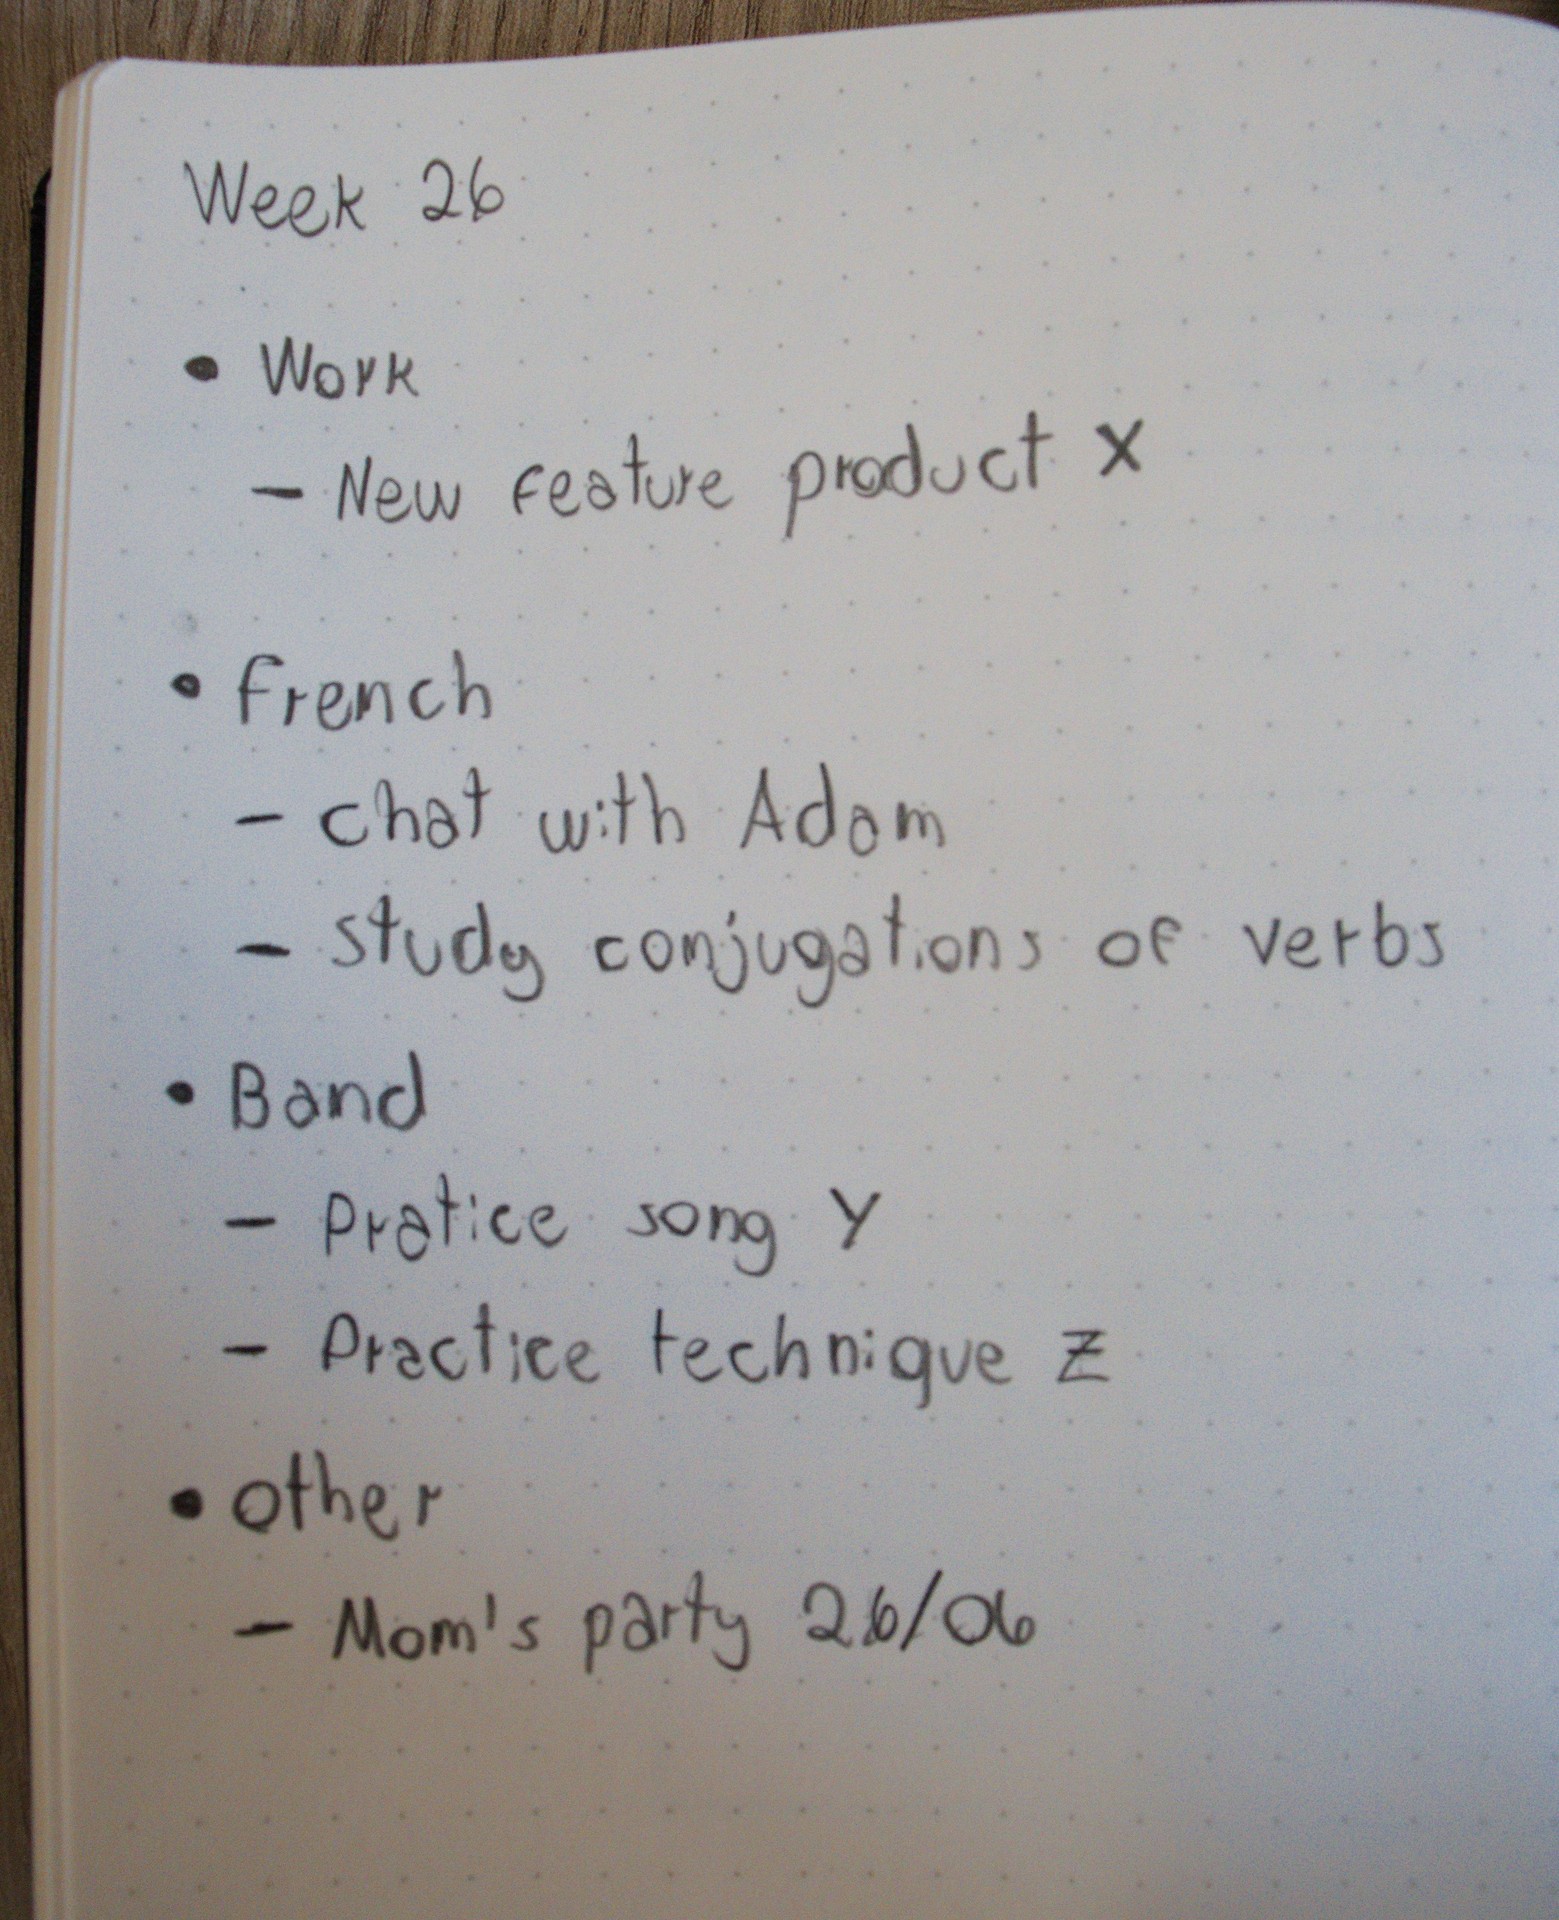 Week 26
• Work
- New feature product X
• French
- chat with Adam
- study conjugations of verbs
• Band
- Pratice song Y
- Practice technique Z
• other
- Mom's party 26/06